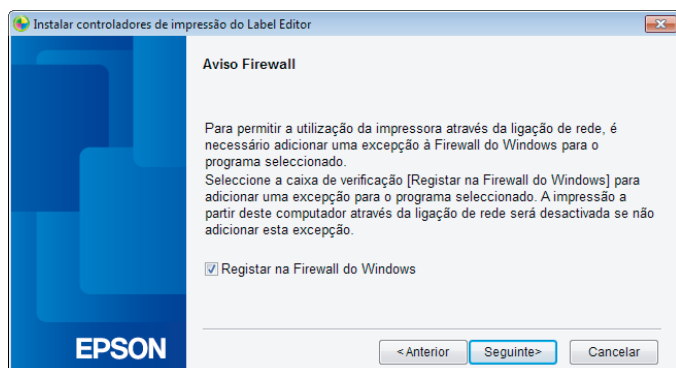 Instalar controladores de impressão do Label Editor
Aviso Firewall
Para permitir a utilização da impressora através da ligação de rede, é
necessário adicionar uma excepção à Firewall do Windows para o
programa seleccionado.
Seleccione a caixa de verificação [Registar na Firewall do Windows] para
adicionar uma excepção para o programa seleccionado. A impressão a
partir deste computador através da ligação de rede será desactivada se não
adicionar esta excepção.
Registar na Firewall do Windows
EPSON
<Anterior
Seguinte>
Cancelar